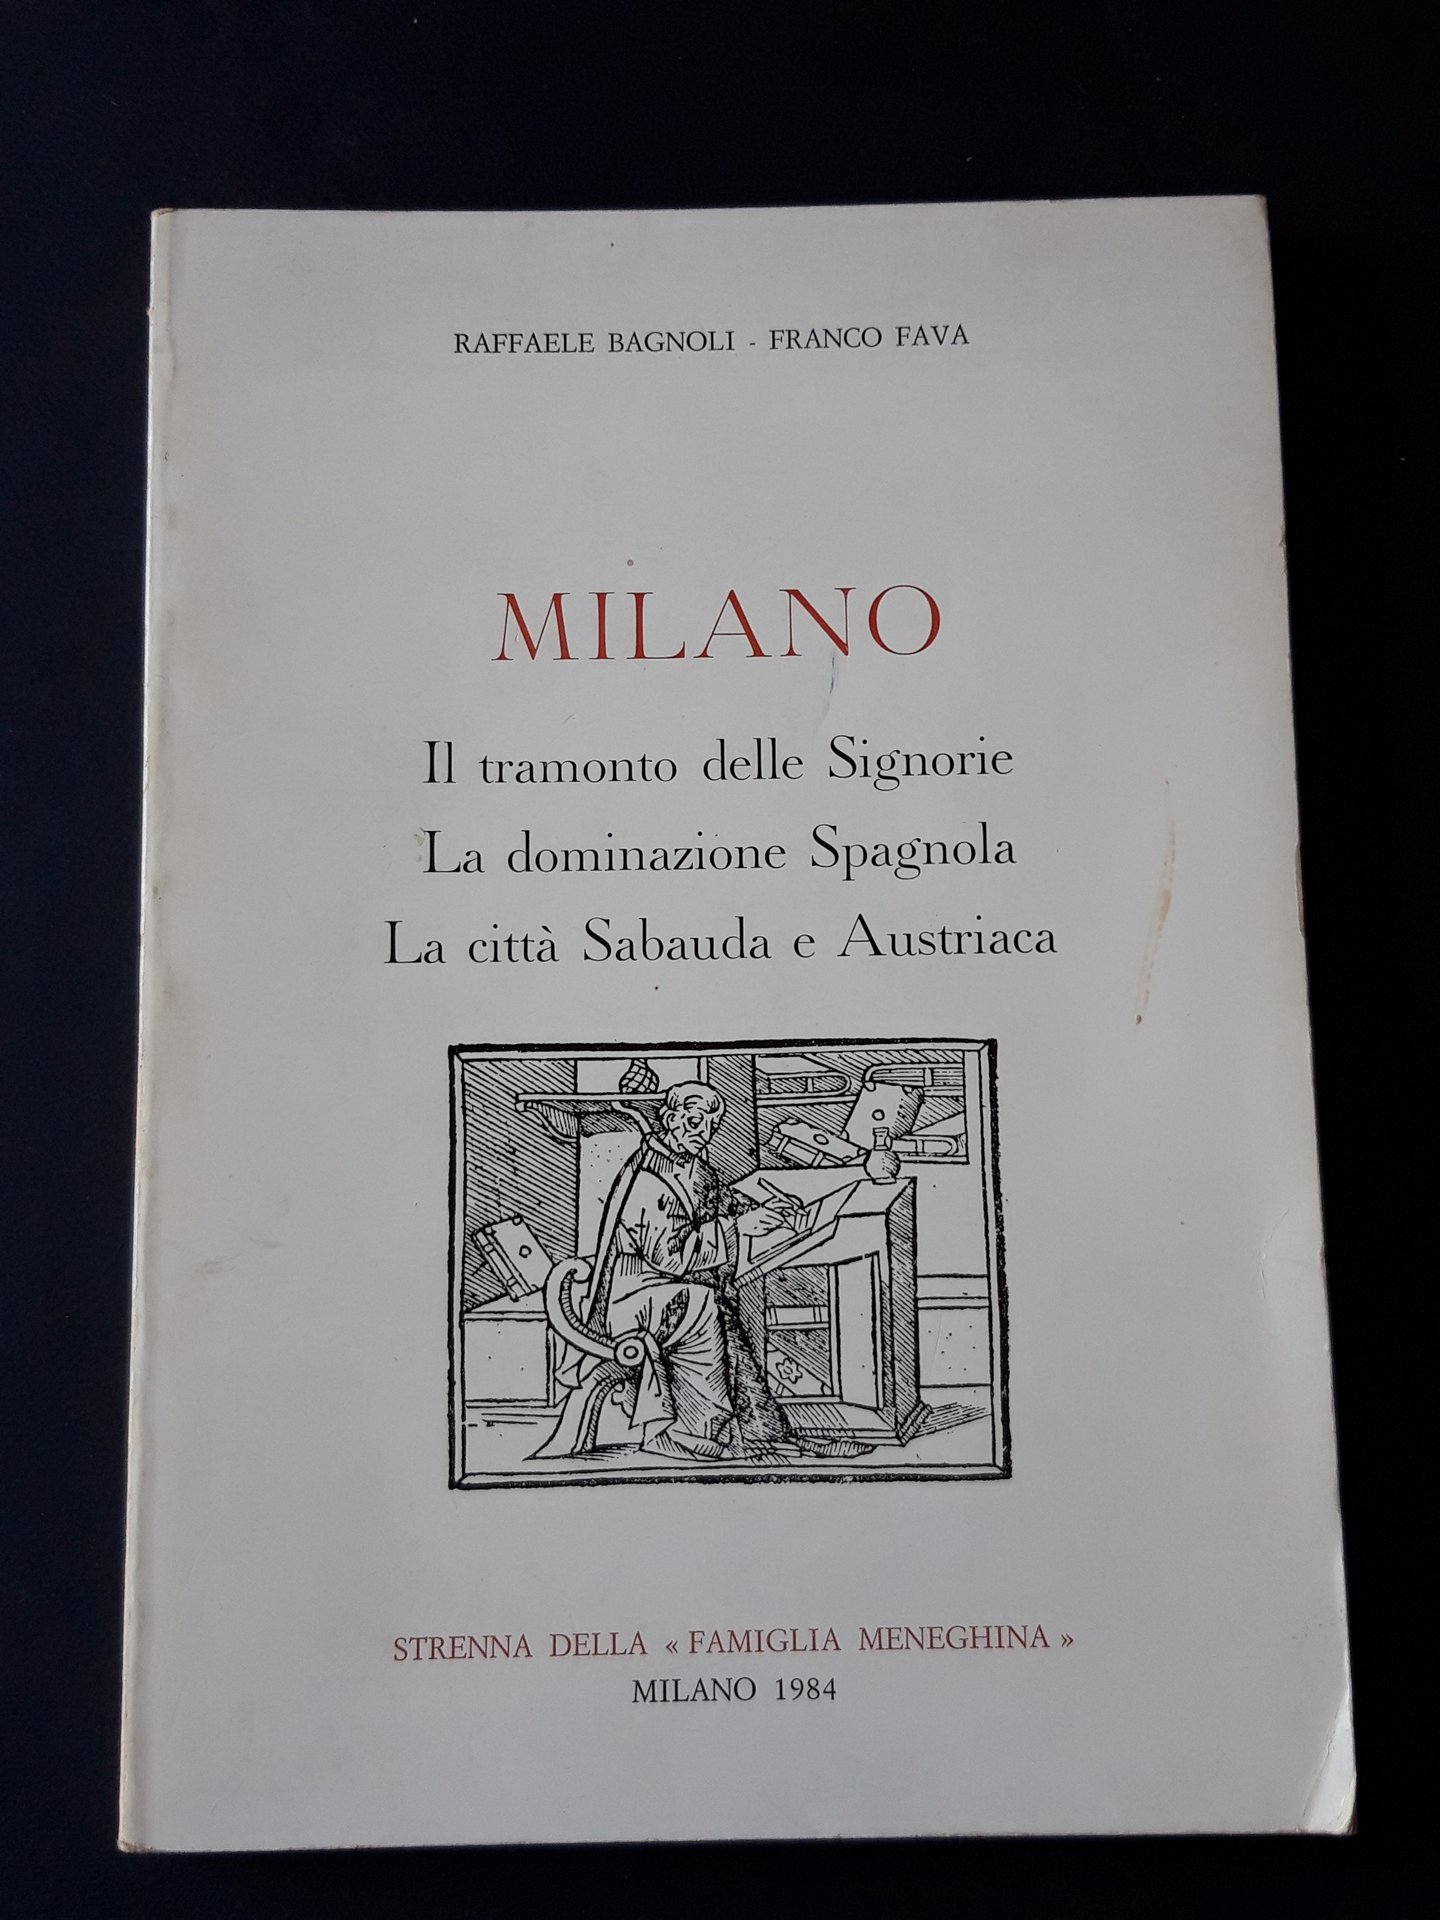 RAFFAELE BAGNOLI - FRANCO FAVA
MILANO
Il tramonto delle Signorie
La dominazione Spagnola
La città Sabauda e Austriaca
STRENNA DELLA « FAMIGLIA MENEGHINA »
MILANO 1984